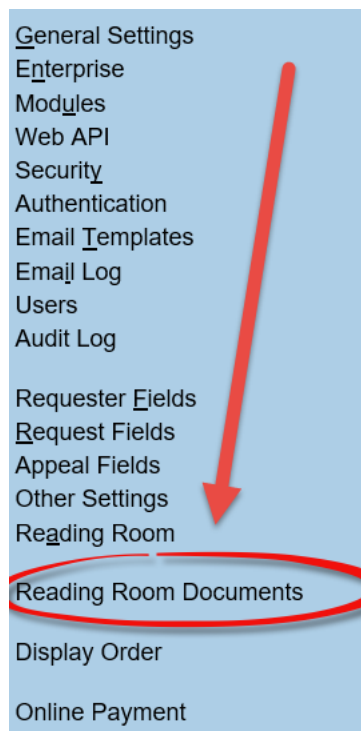 General Settings
Enterprise
Modules
Web API
Security
Authentication
Email Templates
Email Log
Users
Audit Log
Requester Fields
Request Fields
Appeal Fields
Other Settings
Reading Room
Reading Room Documents
Display Order
Online Payment